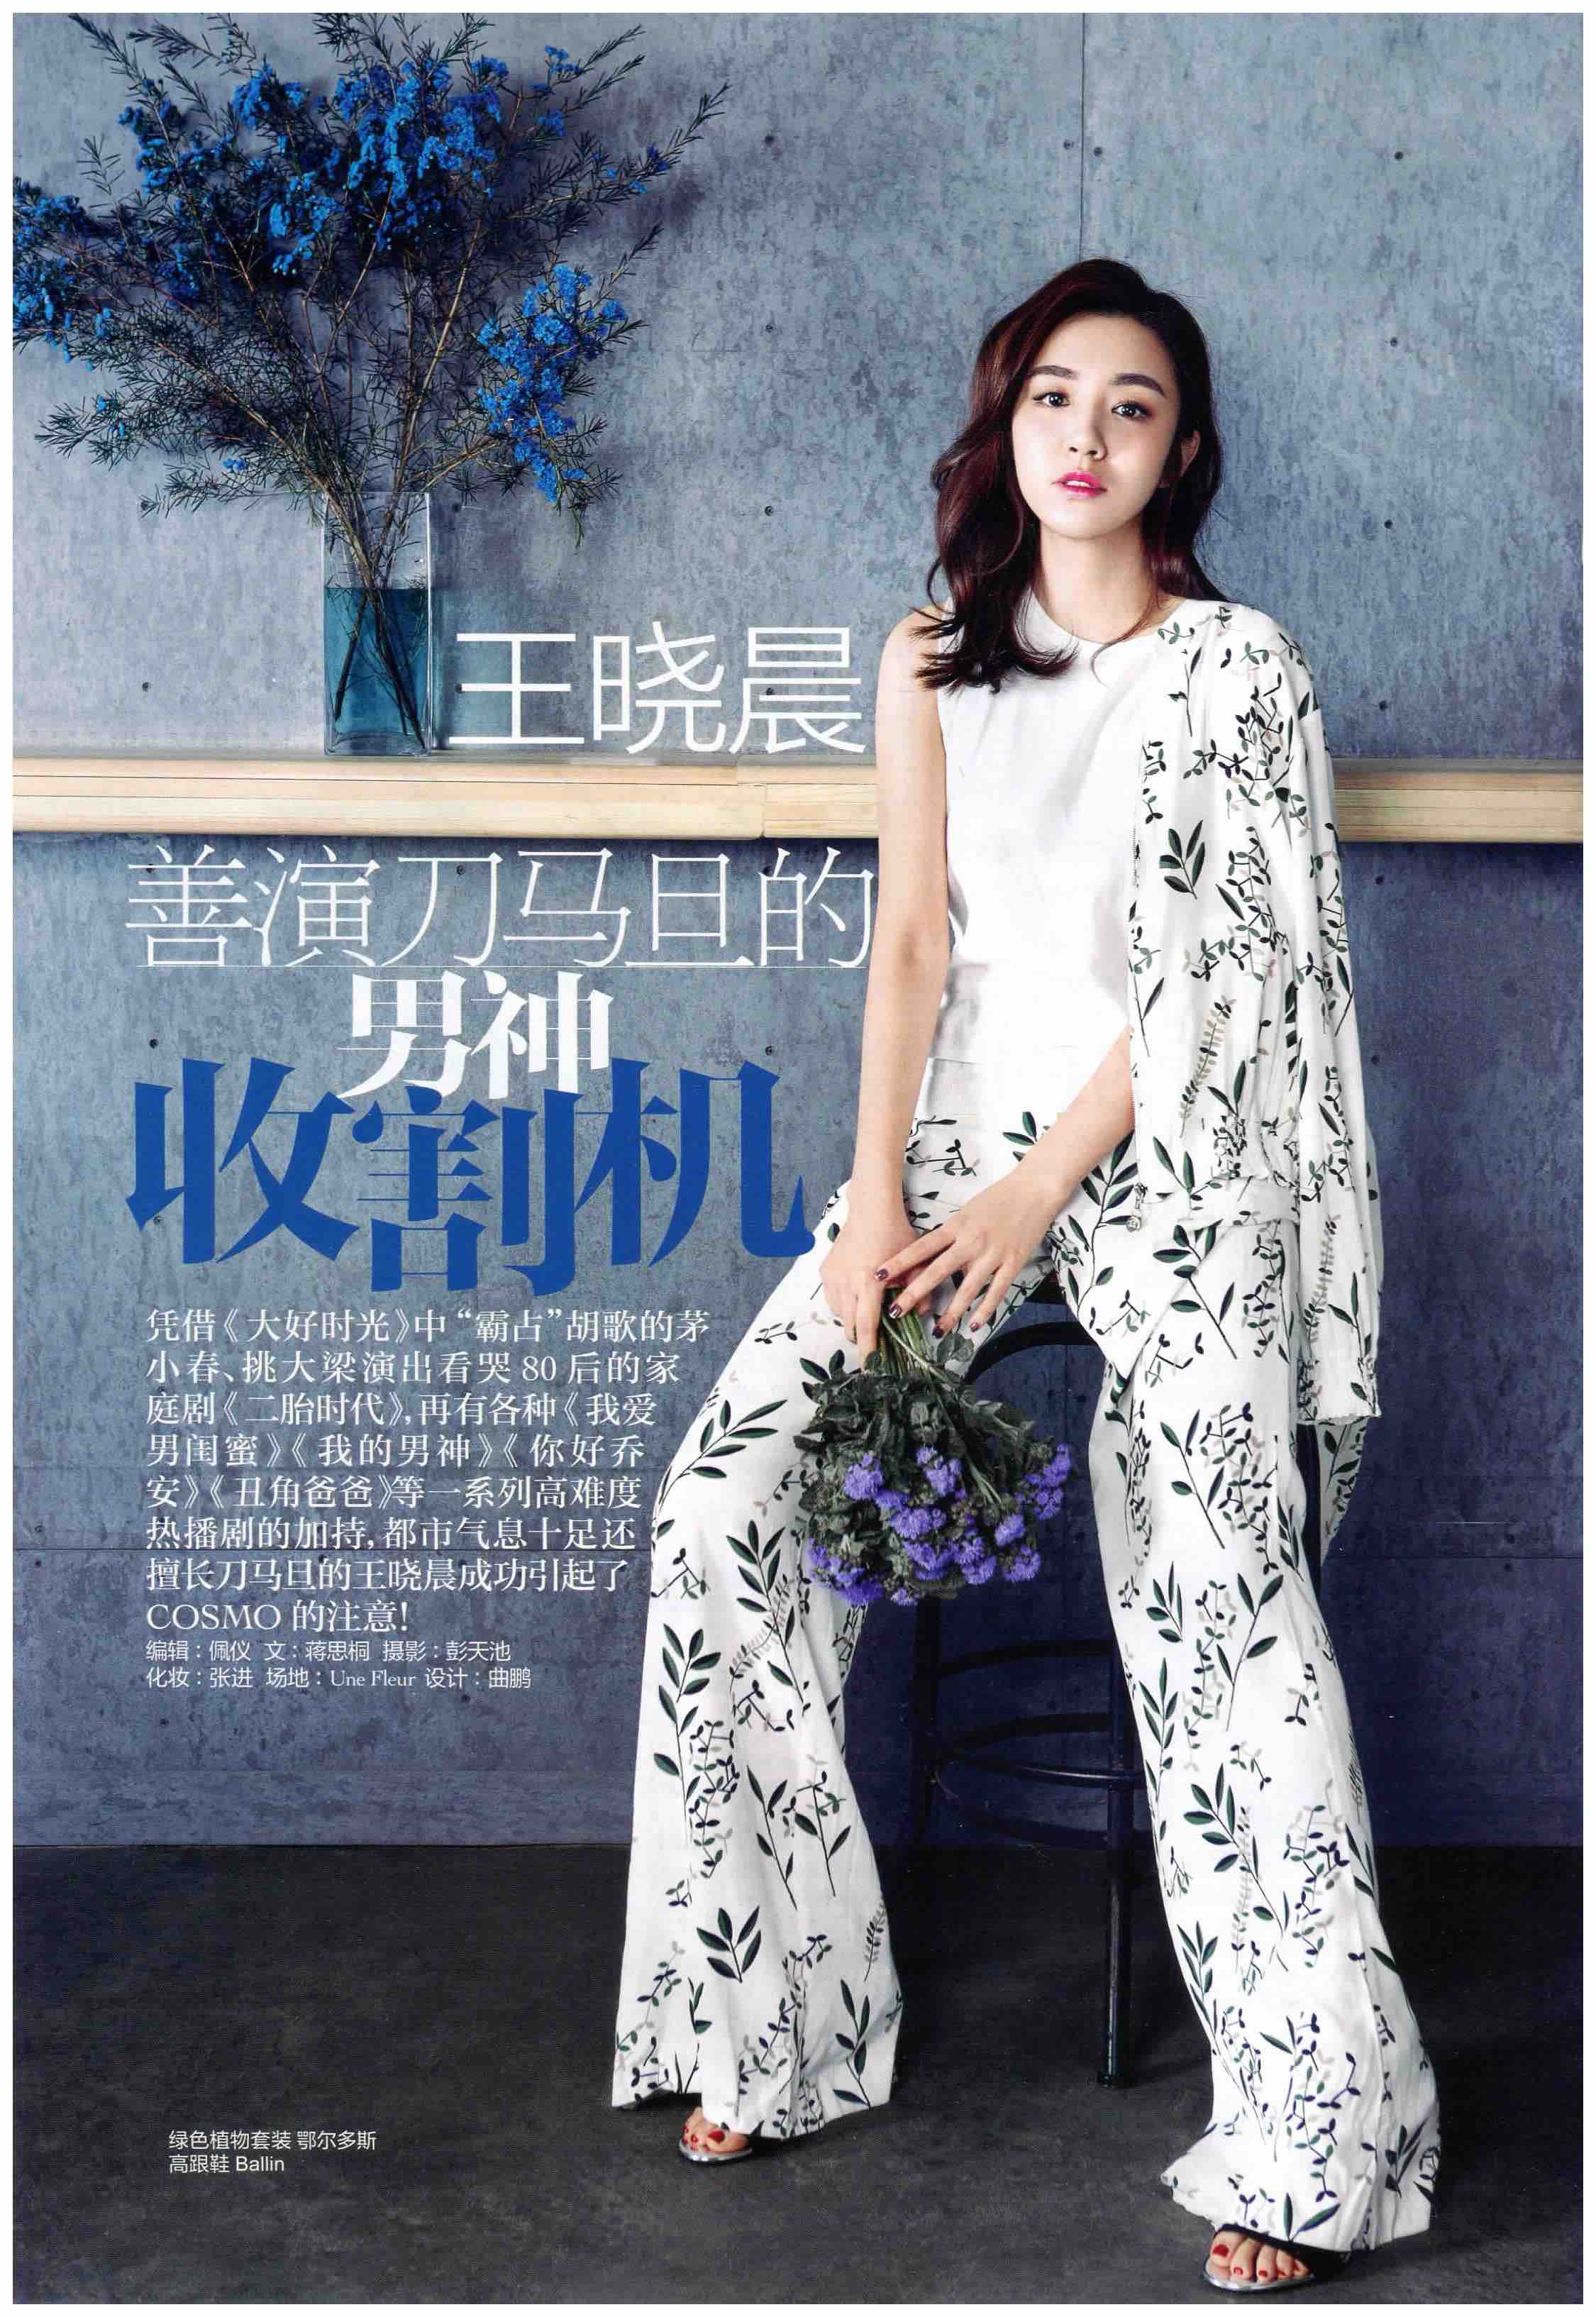 王晓晨
善演刀马旦的
男神
收割机
凭借《大好时光》中“霸占”胡歌的茅
小春、挑大梁演出看哭 80 后的家
庭剧《二胎时代》，再有各种《我爱
男闺蜜》《我的男神》《你好乔
安》《丑角爸爸》等一系列高难度
热播剧的加持，都市气息十足还
擅长刀马旦的王晓晨成功引起了
COSMO 的注意！
编辑：佩仪 文：蒋思桐 摄影：彭天池
化妆：张进 场地：Une Fleur 设计：曲鹏
绿色植物套装 鄂尔多斯
高跟鞋 Ballin